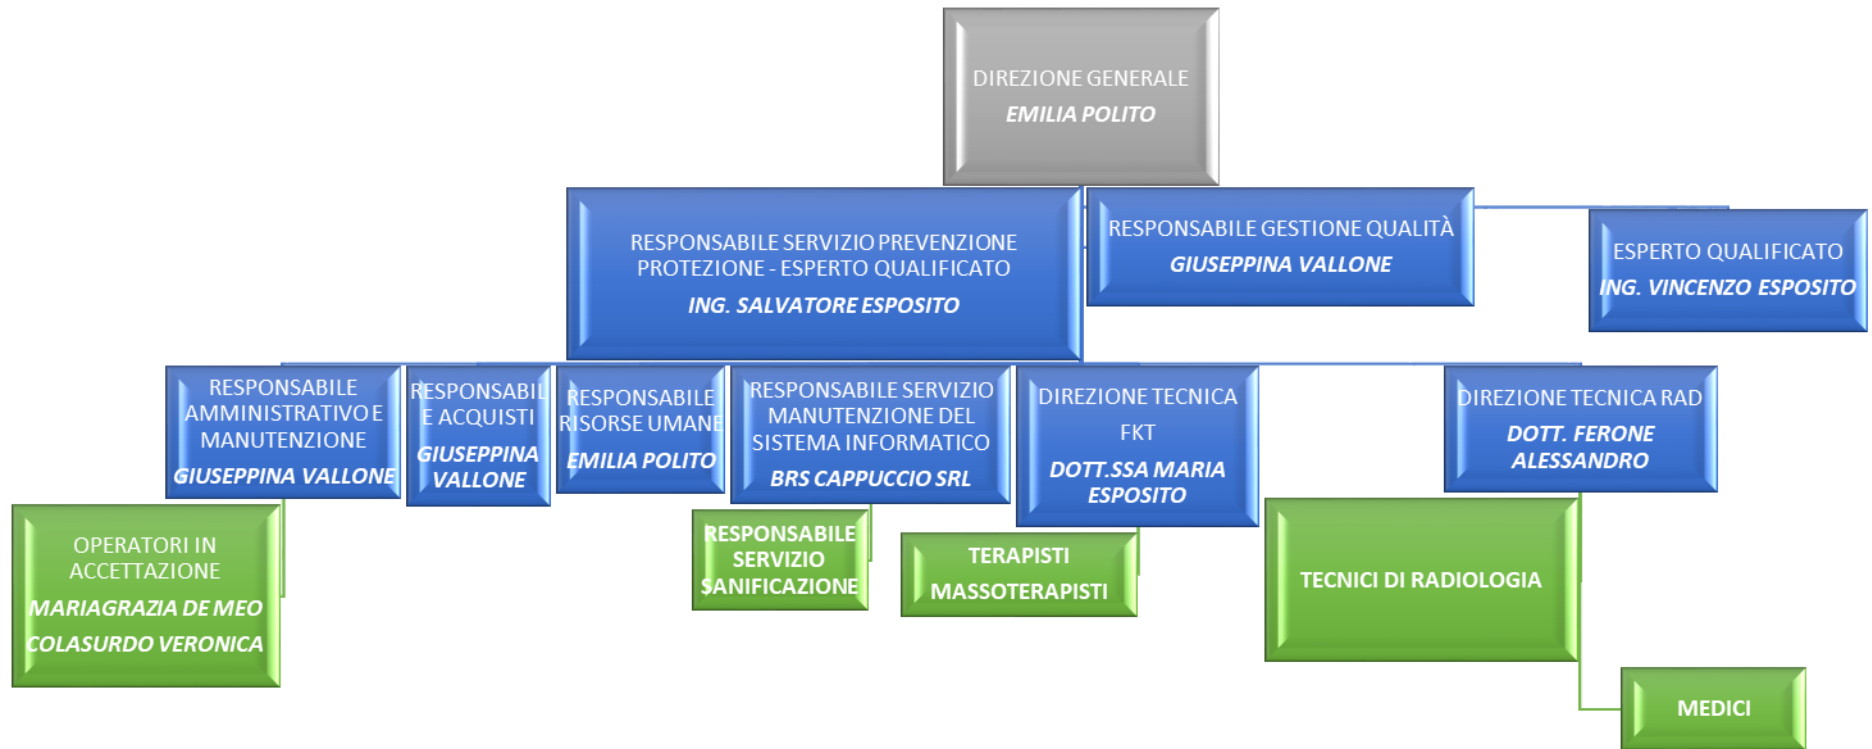 DIREZIONE GENERALE
EMILIA POLITO
RESPONSABILE SERVIZIO PREVENZIONE
PROTEZIONE - ESPERTO QUALIFICATO
ING. SALVATORE ESPOSITO
RESPONSABILE GESTIONE QUALITÀ
GIUSEPPINA VALLONE
ESPERTO QUALIFICATO
ING. VINCENZO ESPOSITO
RESPONSABILE
AMMINISTRATIVO E
MANUTENZIONE
GIUSEPPINA VALLONE
RESPONSABIL
E ACQUISTI
GIUSEPPINA
VALLONE
RESPONSABILE
RISORSE UMANE
EMILIA POLITO
RESPONSABILE SERVIZIO
MANUTENZIONE DEL
SISTEMA INFORMATICO
BRS CAPPUCCIO SRL
DIREZIONE TECNICA
FKT
DOTT.SSA MARIA
ESPOSITO
DIREZIONE TECNICA RAD
DOTT. FERONE
ALESSANDRO
OPERATORI IN
ACCETTAZIONE
MARIAGRAZIA DE MEO
COLASURDO VERONICA
RESPONSABILE
SERVIZIO
SANIFICAZIONE
TERAPISTI
MASSOTERAPISTI
TECNICI DI RADIOLOGIA
MEDICI